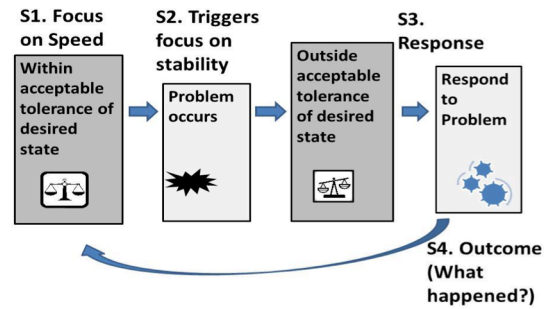 S1. Focus
on Speed
Within
acceptable
tolerance of
desired
state
S2. Triggers
focus on
stability
Problem
occurs
Outside
acceptable
tolerance
of desired
state
S3.
Response
Respond
to
Problem
S4. Outcome
(What
happened?)